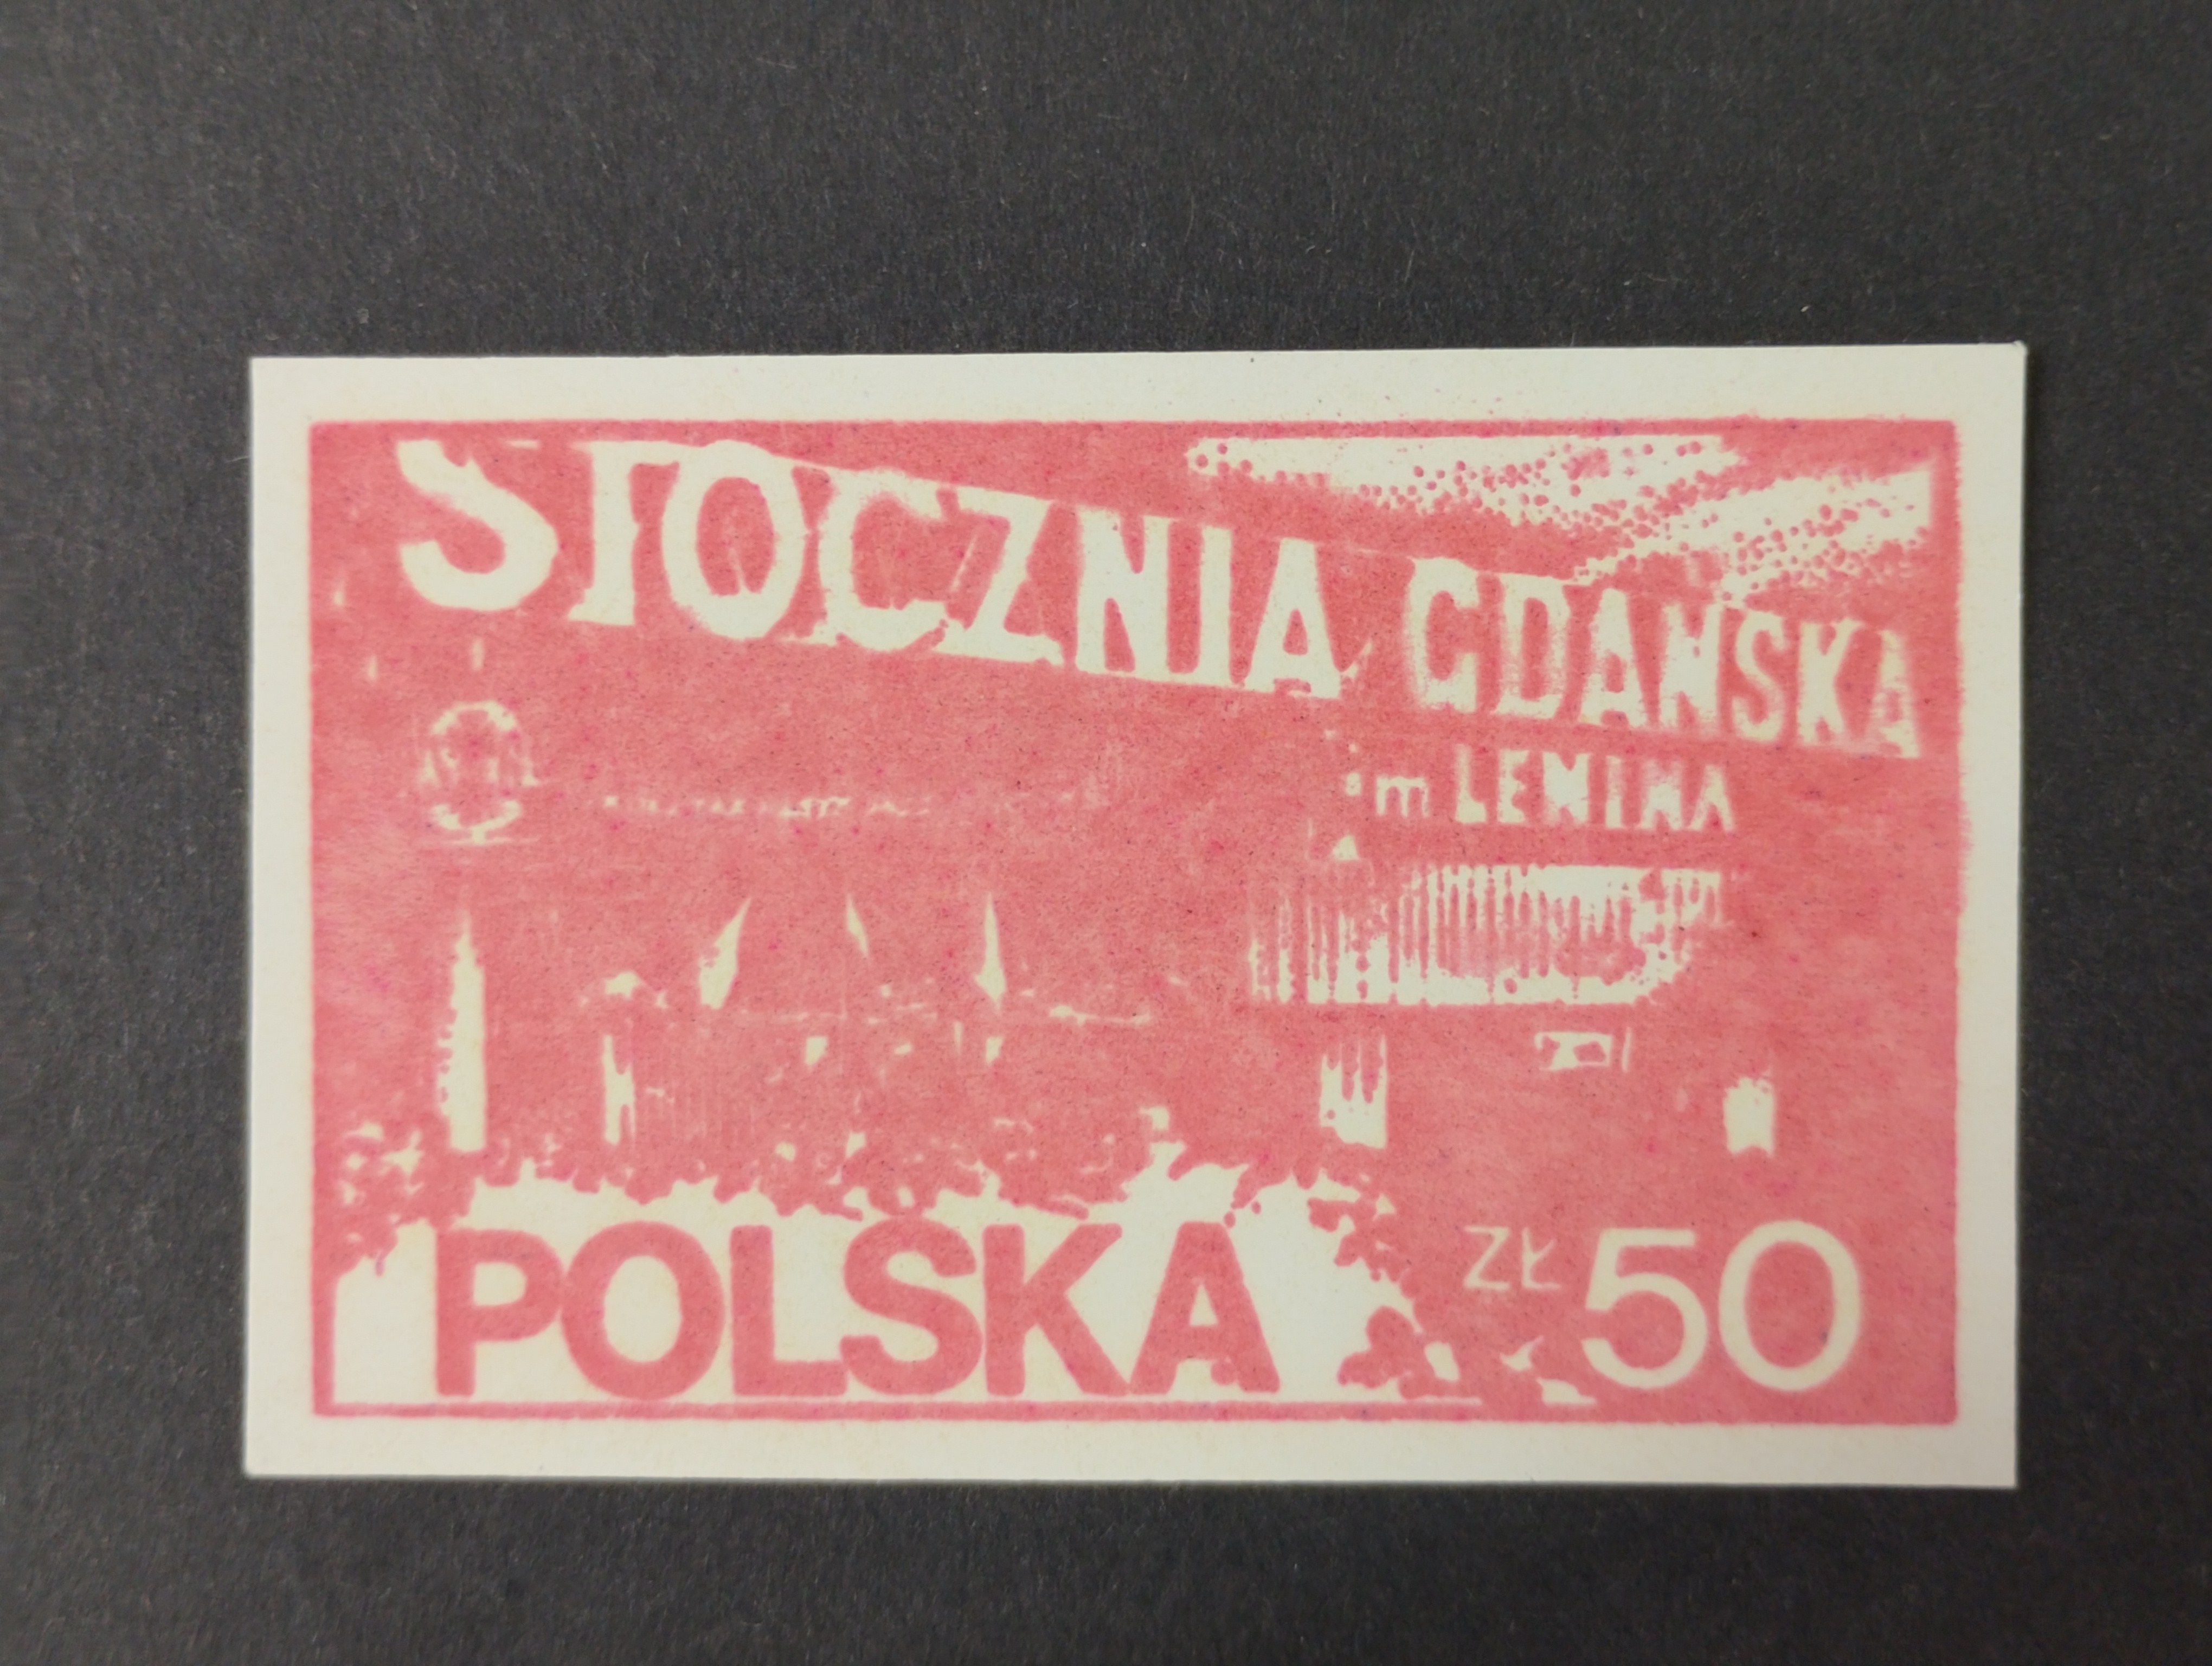 STOCZNIA GDAŃSKA
im LENINA
POLSKA ZŁ 50